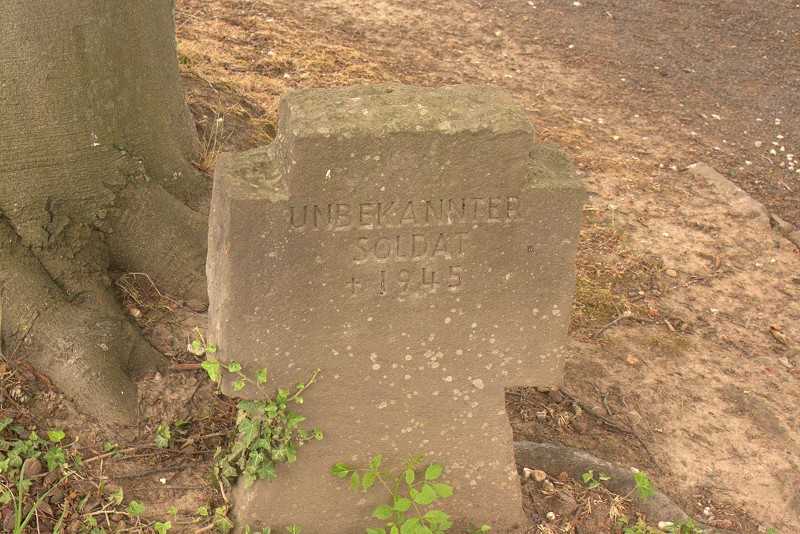 UNBEKANNTER
SOLDAT
+ 1945